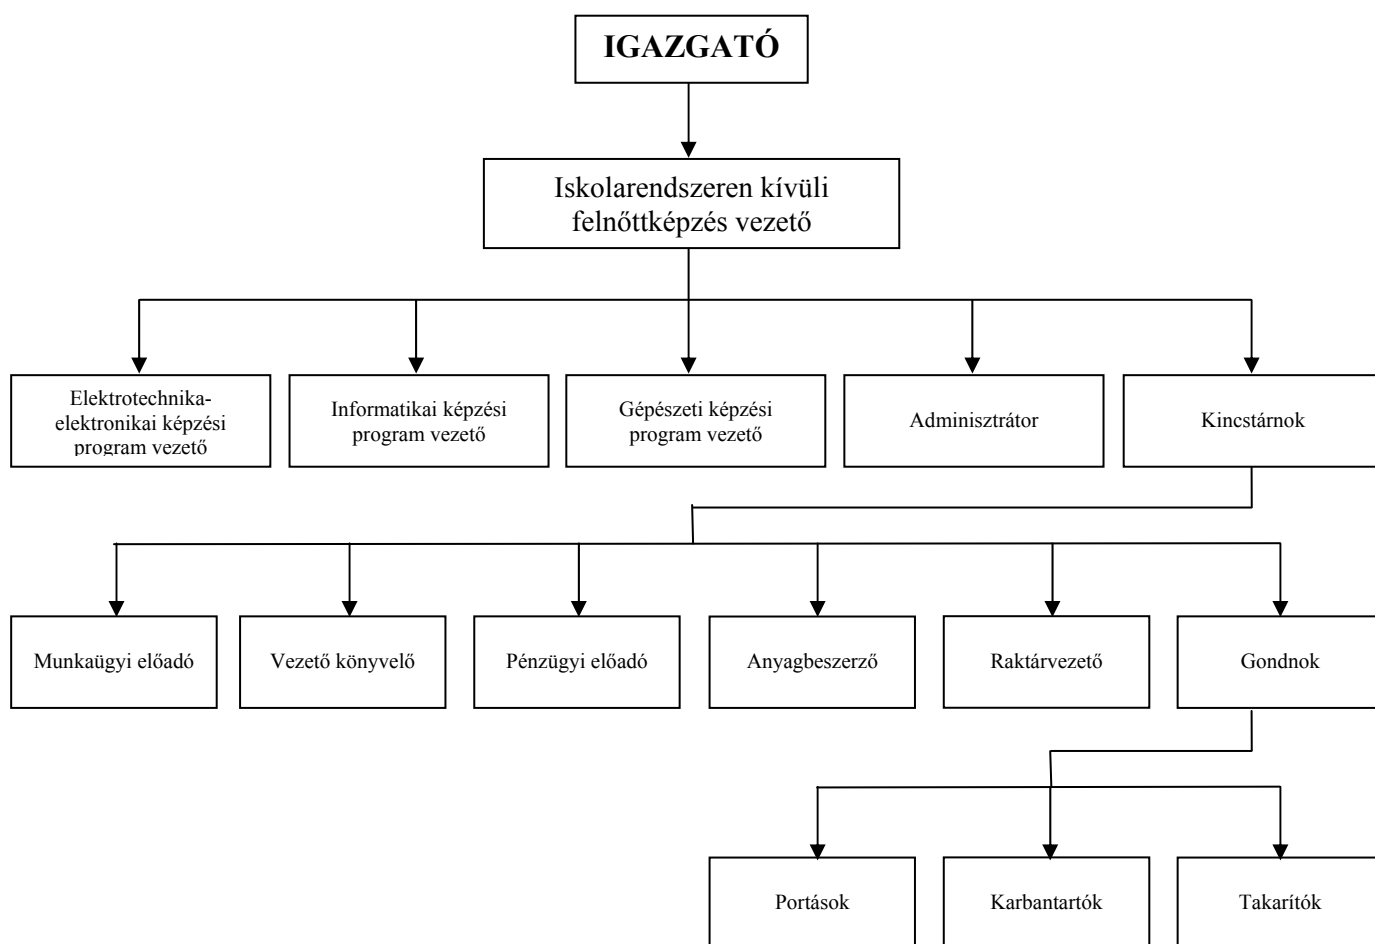 IGAZGATÓ
Iskolarendszeren kívüli
felnőttképzés vezető
Elektrotechnika-
elektronikai képzési
program vezető
Informatikai képzési
program vezető
Gépészeti képzési
program vezető
Adminisztrátor
Kincstárnok
Munkaügyi előadó
Vezető könyvelő
Pénzügyi előadó
Anyagbeszerző
Raktárvezető
Gondnok
Portások
Karbantartók
Takarítók